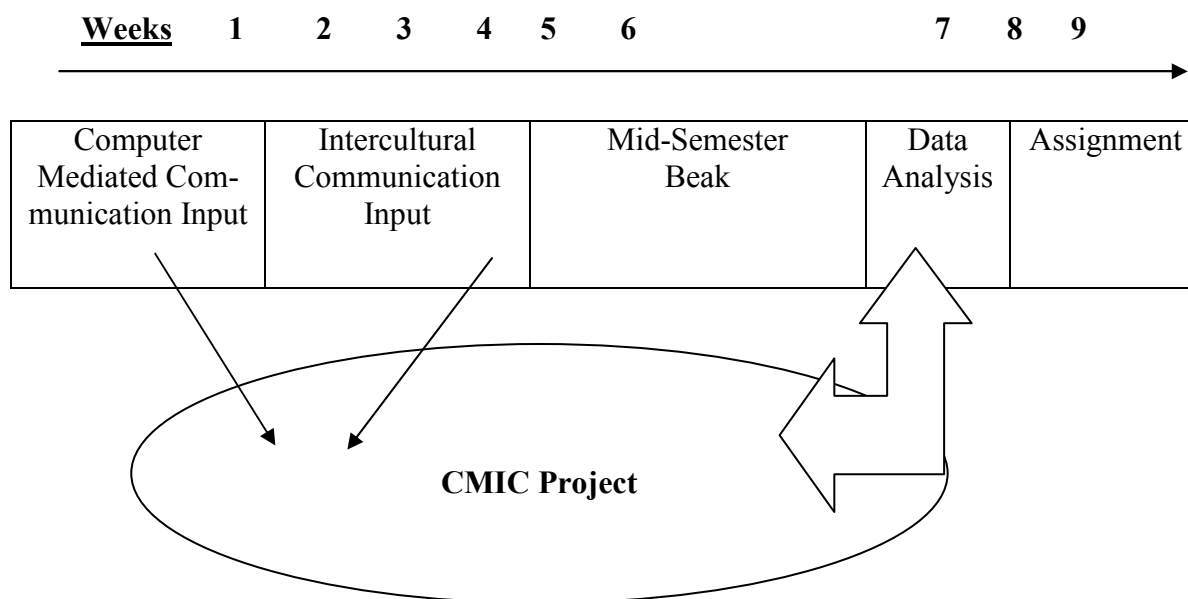 Weeks 1 2 3 4 5 6 7 8 9
Computer
Mediated Com-
munication Input
Intercultural
Communication
Input
Mid-Semester
Beak
Data
Analysis
Assignment
CMIC Project